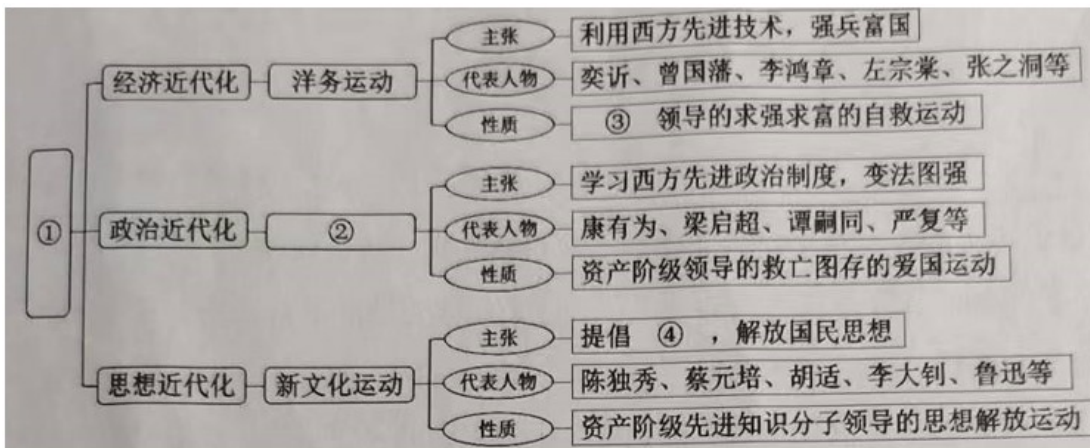 主张 利用西方先进技术，强兵富国
经济近代化 洋务运动 代表人物 奕䜣、曾国藩、李鸿章、左宗棠、张之洞等
性质 ③ 领导的求强求富的自救运动
主张 学习西方先进政治制度，变法图强
① 政治近代化 ② 代表人物 康有为、梁启超、谭嗣同、严复等
性质 资产阶级领导的救亡图存的爱国运动
主张 提倡 ④ ，解放国民思想
思想近代化 新文化运动 代表人物 陈独秀、蔡元培、胡适、李大钊、鲁迅等
性质 资产阶级先进知识分子领导的思想解放运动